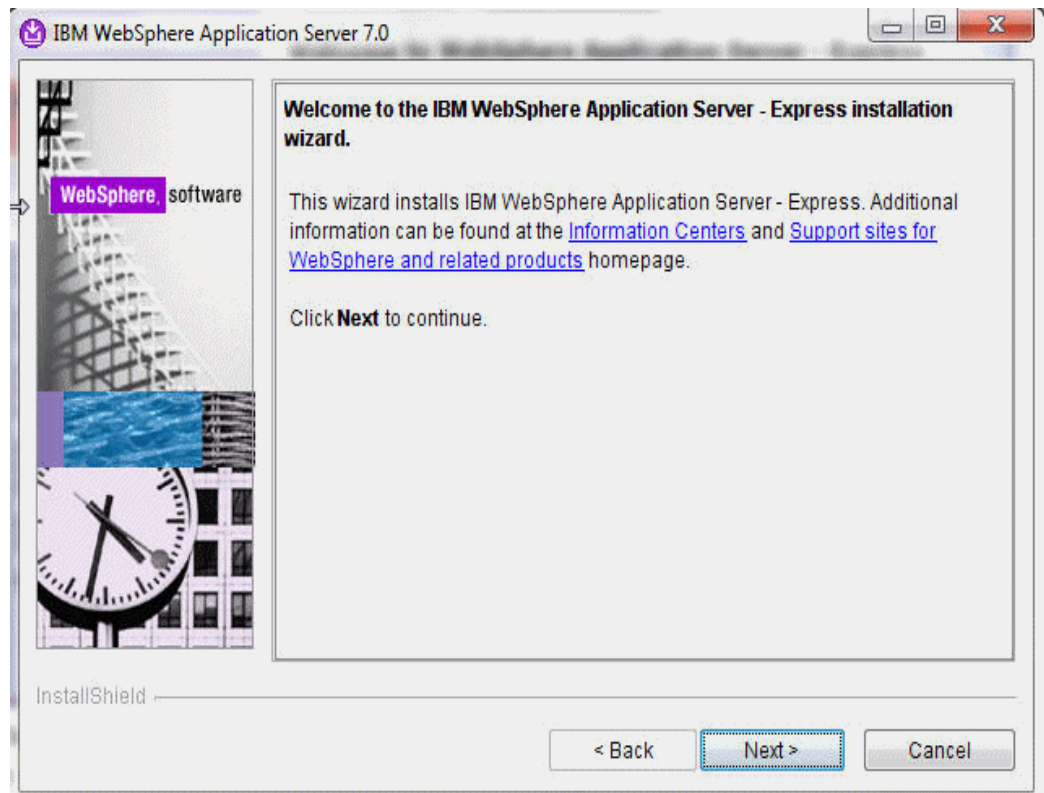 IBM WebSphere Application Server 7.0
WebSphere, software
Welcome to the IBM WebSphere Application Server - Express installation
wizard.
This wizard installs IBM WebSphere Application Server - Express. Additional
information can be found at the Information Centers and Support sites for
WebSphere and related products homepage.
Click Next to continue.
InstallShield
< Back
Next >
Cancel